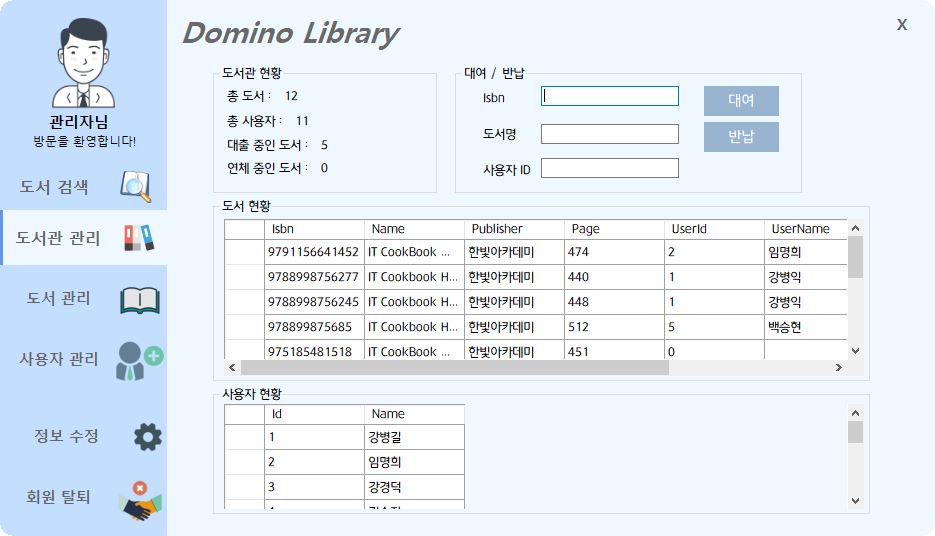 Domino Library
X
관리자님
방문을 환영합니다!
도서 검색
도서관 관리
도서 관리
사용자 관리
정보 수정
회원 탈퇴
도서관 현황
총 도서 : 12
총 사용자 : 11
대출 중인 도서 : 5
연체 중인 도서 : 0
대여 / 반납
Isbn
대여
도서명
반납
사용자 ID
도서 현황
Isbn Name Publisher Page UserId UserName
9791156641452 IT CookBook ... 한빛아카데미 474 2 임명희
9788998756277 IT Cookbook H... 한빛아카데미 440 1 강병익
9788998756245 IT Cookbook H... 한빛아카데미 448 1 강병익
978899875685 IT Cookbook H... 한빛아카데미 512 5 백승현
975185481518 IT CookBook ... 한빛아카데미 451 0
사용자 현황
Id Name
1 강병길
2 임명희
3 강경덕